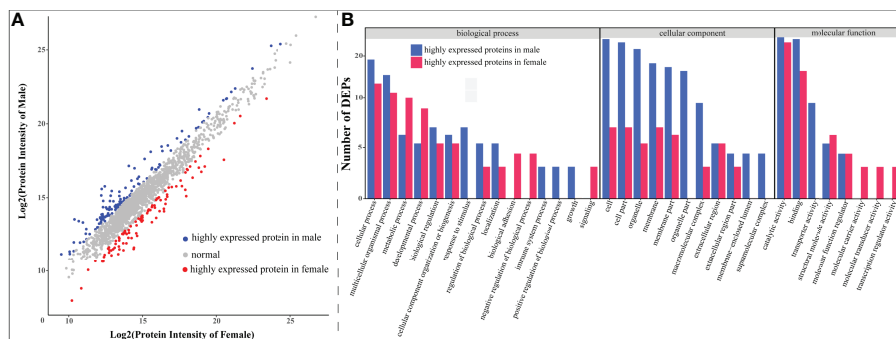 A
Log2(Protein Intensity of Male)
25
20
15
10
0
10
15
20
25
Log2(Protein Intensity of Female)
highly expressed protein in male
normal
highly expressed protein in female
B
biological process
cellular component
molecular function
highly expressed proteins in male
highly expressed proteins in female
Number of DEPs
20
10
5
0
cellular process
multicellular organismal process
metabolic process
developmental process
biological regulation
cellular component organization or biogenesis
response to stimulus
regulation of biological process
localization
biological adhesion
negative regulation of biological process
immune system process
positive regulation of biological process
growth
signaling
cell
cell part
organelle
membrane
membrane part
organelle part
macromolecular complex
extracellular region
extracellular region part
membrane-enclosed lumen
supramolecular complex
catalytic activity
binding
transporter activity
structural molecule activity
molecular function regulator
molecular carrier activity
molecular transducer activity
transcription regulator activity